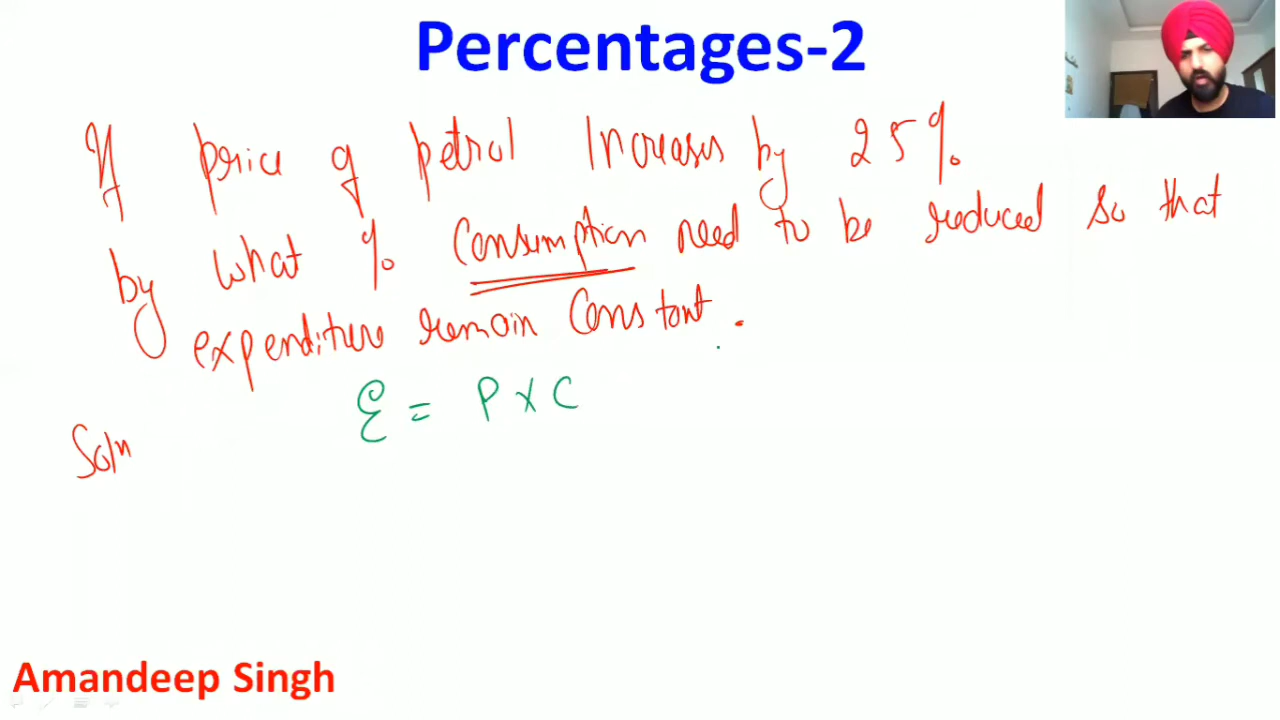 Percentages-2
If price of petrol Increases by 25%
by what % Consumption need to be reduced so that
expenditure remain Constant.
E = P x C
Soln
Amandeep Singh